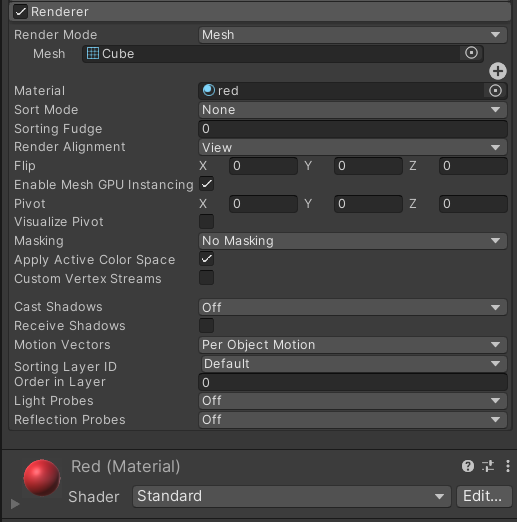 Renderer
Render Mode Mesh
Mesh Cube
Material red
Sort Mode None
Sorting Fudge 0
Render Alignment View
Flip X 0 Y 0 Z 0
Enable Mesh GPU Instancing
Pivot X 0 Y 0 Z 0
Visualize Pivot
Masking No Masking
Apply Active Color Space
Custom Vertex Streams
Cast Shadows Off
Receive Shadows
Motion Vectors Per Object Motion
Sorting Layer ID Default
Order in Layer 0
Light Probes Off
Reflection Probes Off
Red (Material)
Shader Standard Edit...